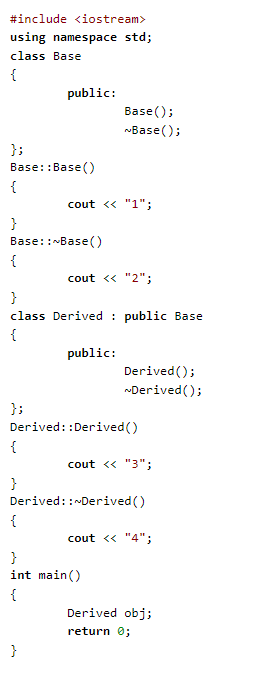 #include <iostream>
using namespace std;
class Base
{
        public:
                Base();
                ~Base();
};
Base::Base()
{
        cout << "1";
}
Base::~Base()
{
        cout << "2";
}
class Derived : public Base
{
        public:
                Derived();
                ~Derived();
};
Derived::Derived()
{
        cout << "3";
}
Derived::~Derived()
{
        cout << "4";
}
int main()
{
        Derived obj;
        return 0;
}